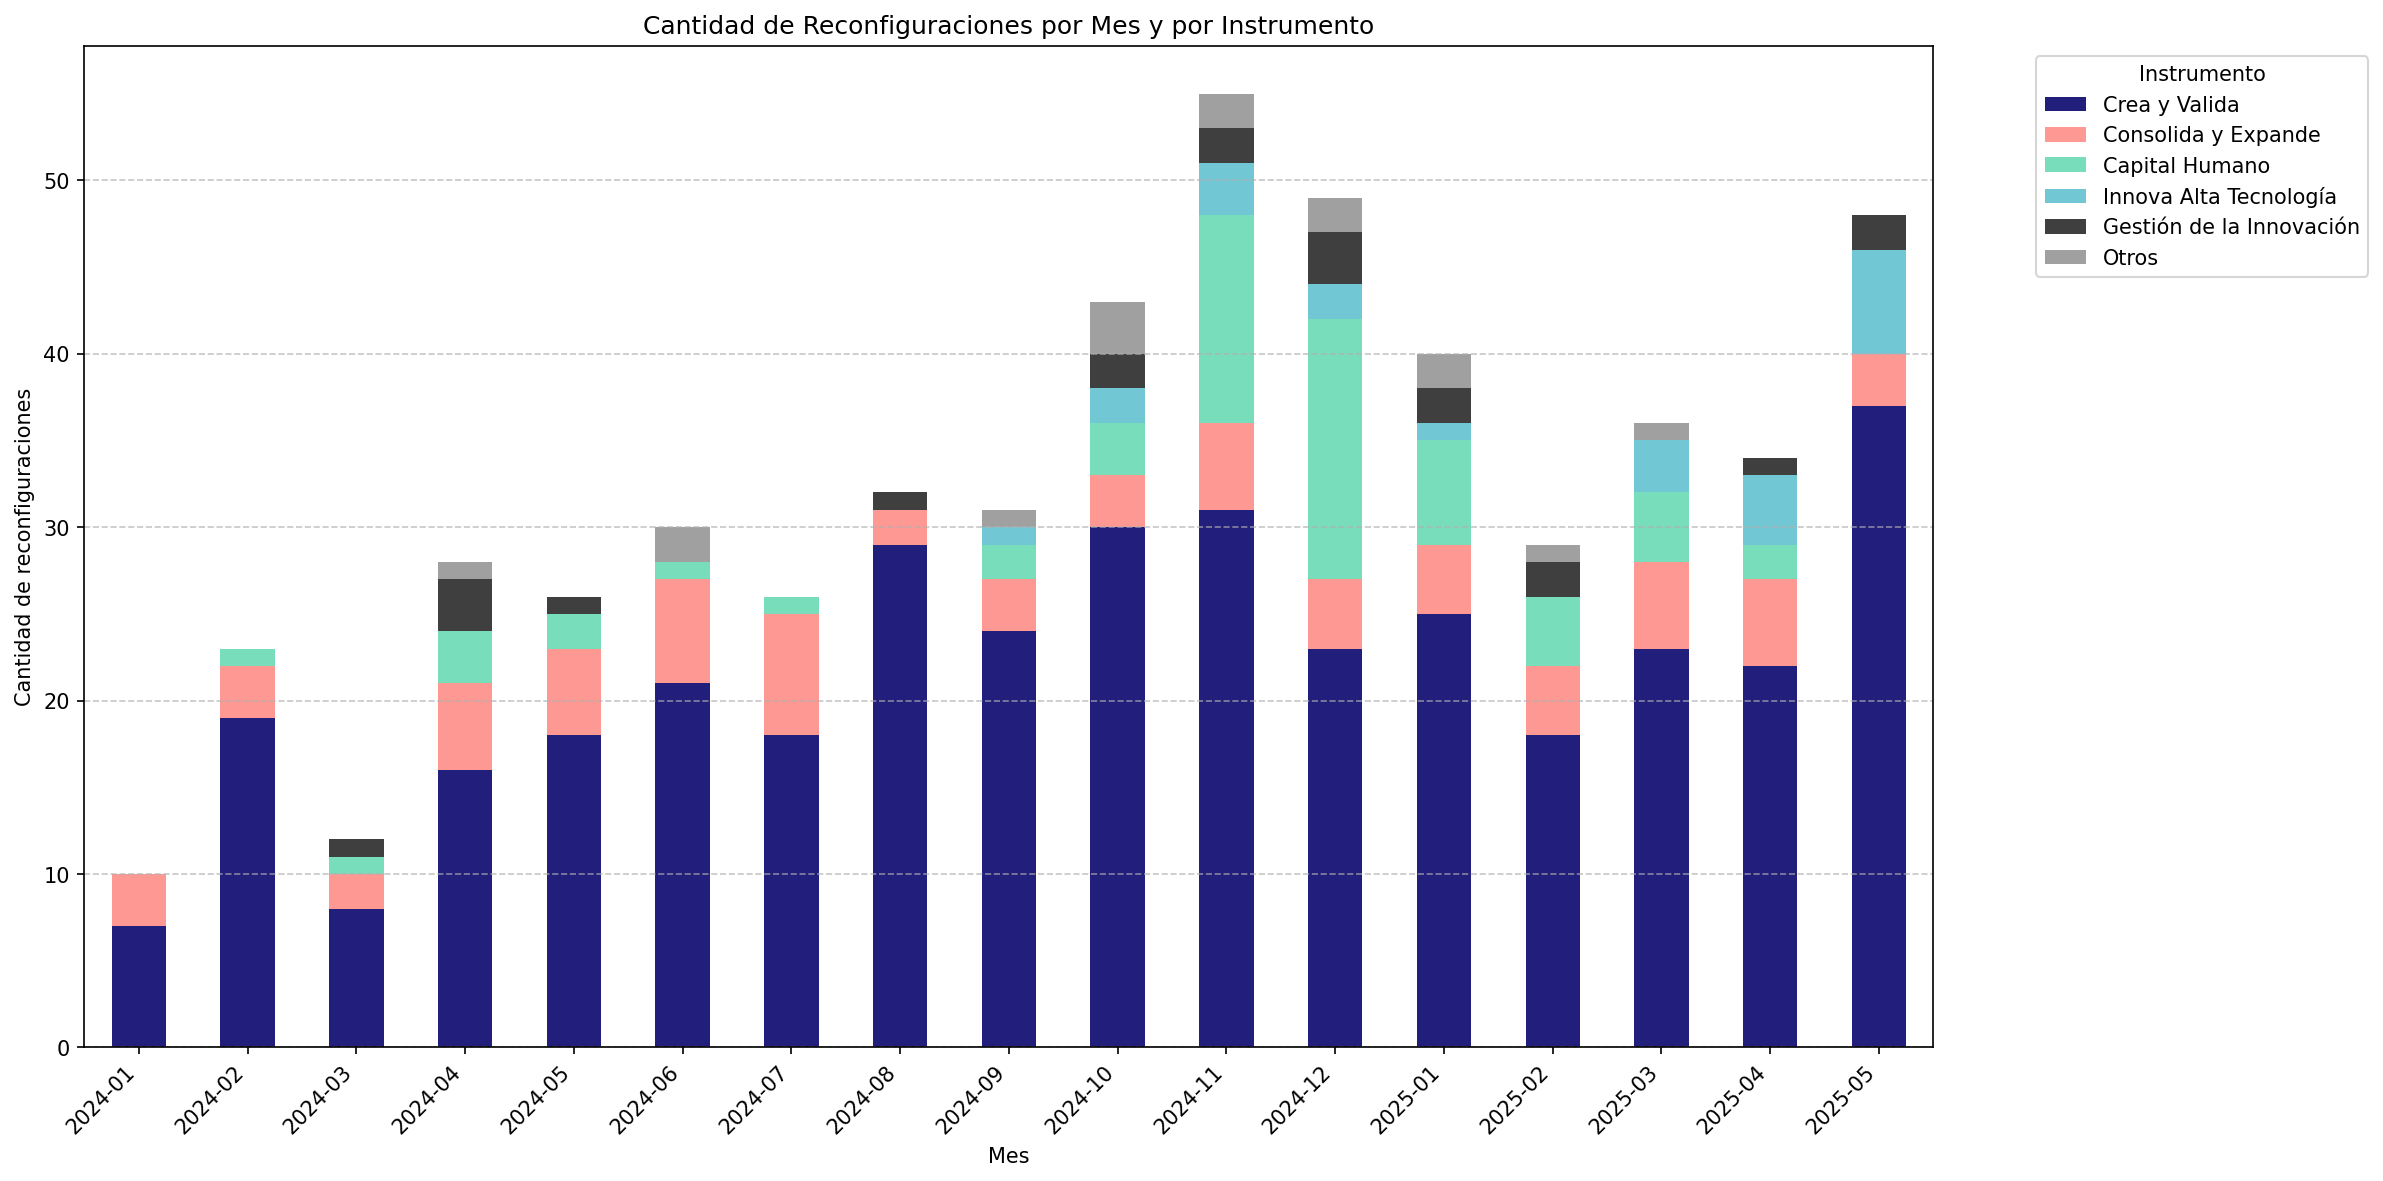 Cantidad de Reconfiguraciones por Mes y por Instrumento
Instrumento
Crea y Valida
Consolida y Expande
Capital Humano
Innova Alta Tecnología
Gestión de la Innovación
Otros
Cantidad de reconfiguraciones
50
40
30
20
10
0
2024-01
2024-02
2024-03
2024-04
2024-05
2024-06
2024-07
2024-08
2024-09
2024-10
2024-11
2024-12
2025-01
2025-02
2025-03
2025-04
2025-05
Mes